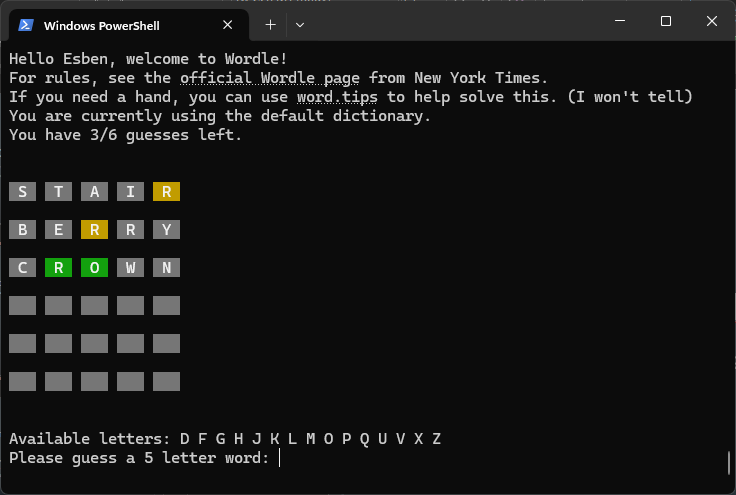 Windows PowerShell
Hello Esben, welcome to Wordle!
For rules, see the official Wordle page from New York Times.
If you need a hand, you can use word.tips to help solve this. (I won't tell)
You are currently using the default dictionary.
You have 3/6 guesses left.
S T A I R
B E R R Y
C R O W N
Available letters: D F G H J K L M O P Q U V X Z
Please guess a 5 letter word: